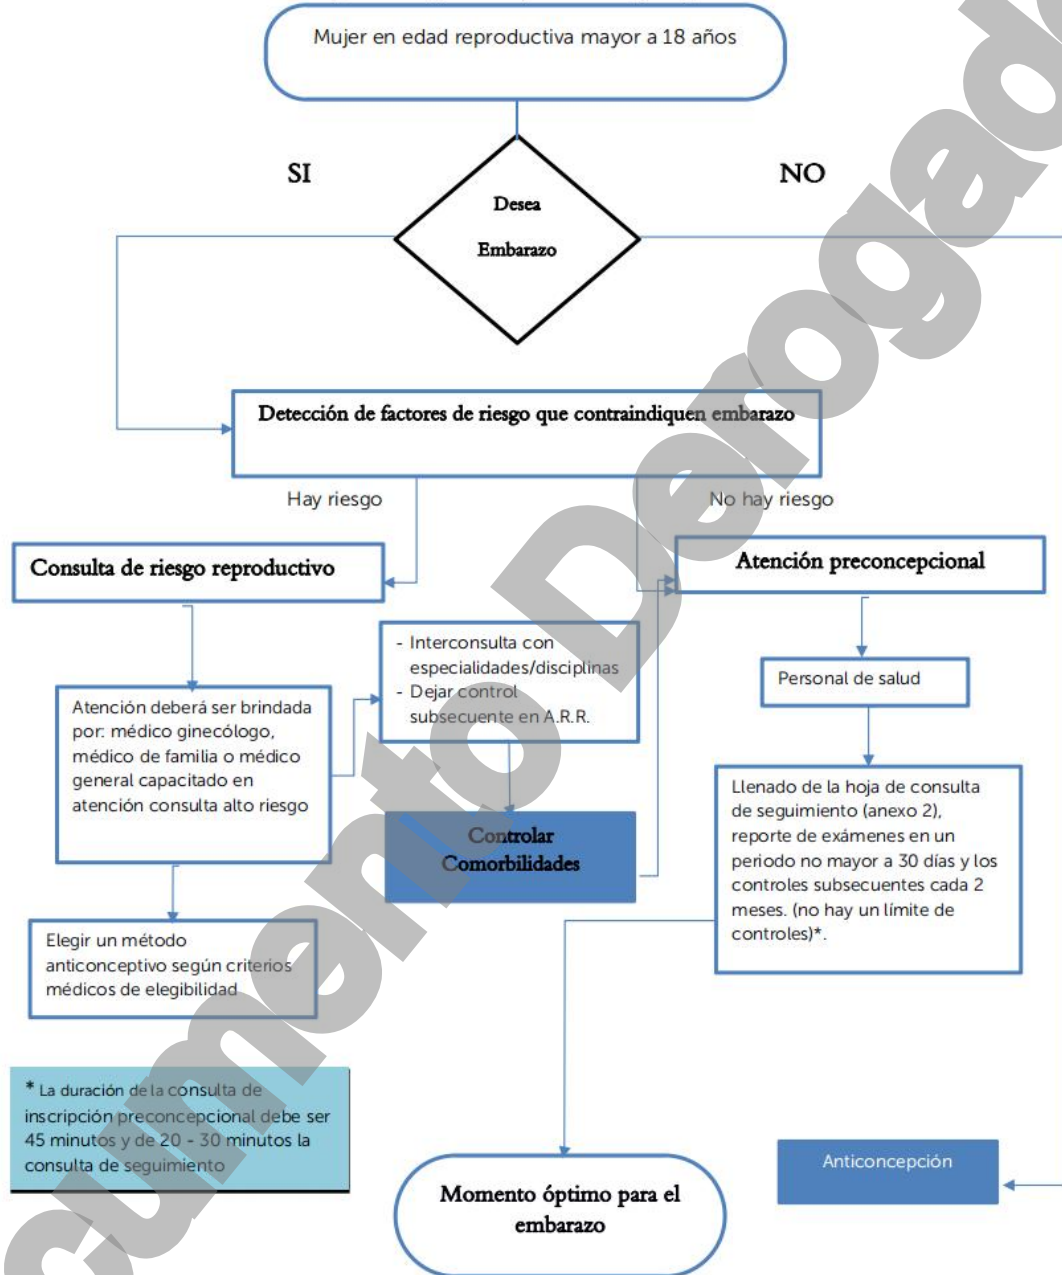 Mujer en edad reproductiva mayor a 18 años
SI
NO
Desea
Embarazo
Detección de factores de riesgo que contraindiquen embarazo
Hay riesgo
No hay riesgo
Consulta de riesgo reproductivo
Atención preconcepcional
- Interconsulta con
especialidades/disciplinas
- Dejar control
subsecuente en A.R.R.
Personal de salud
Atención deberá ser brindada
por: médico ginecólogo,
médico de familia o médico
general capacitado en
atención consulta alto riesgo
Llenado de la hoja de consulta
de seguimiento (anexo 2),
reporte de exámenes en un
periodo no mayor a 30 días y los
controles subsecuentes cada 2
meses. (no hay un límite de
controles)*.
Controlar
Comorbilidades
Elegir un método
anticonceptivo según criterios
médicos de elegibilidad
* La duración de la consulta de
inscripción preconcepcional debe ser
45 minutos y de 20 - 30 minutos la
consulta de seguimiento
Anticoncepción
Momento óptimo para el
embarazo
cumento Derogado